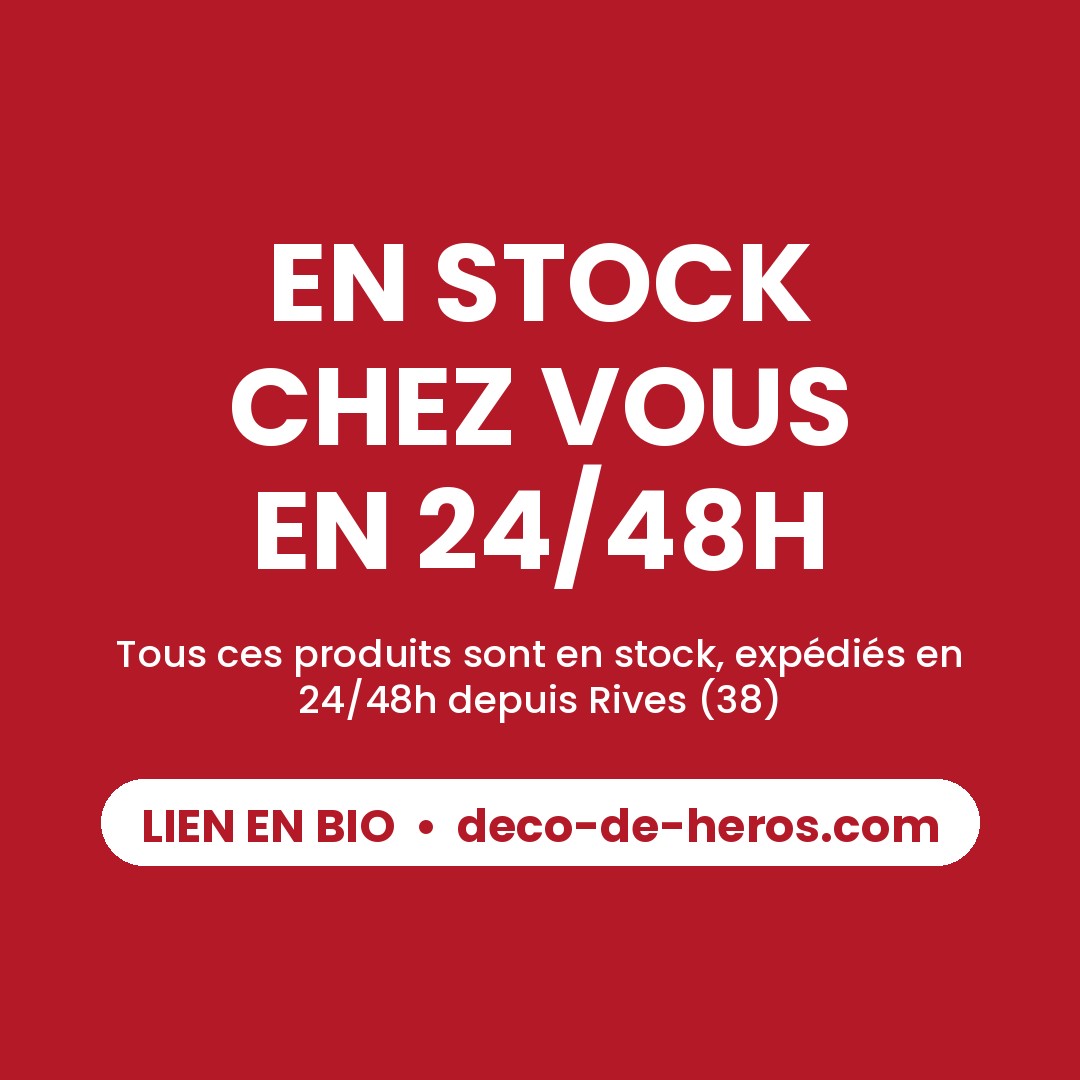 EN STOCK
CHEZ VOUS
EN 24/48H
Tous ces produits sont en stock, expédiés en
24/48h depuis Rives (38)
LIEN EN BIO • deco-de-heros.com